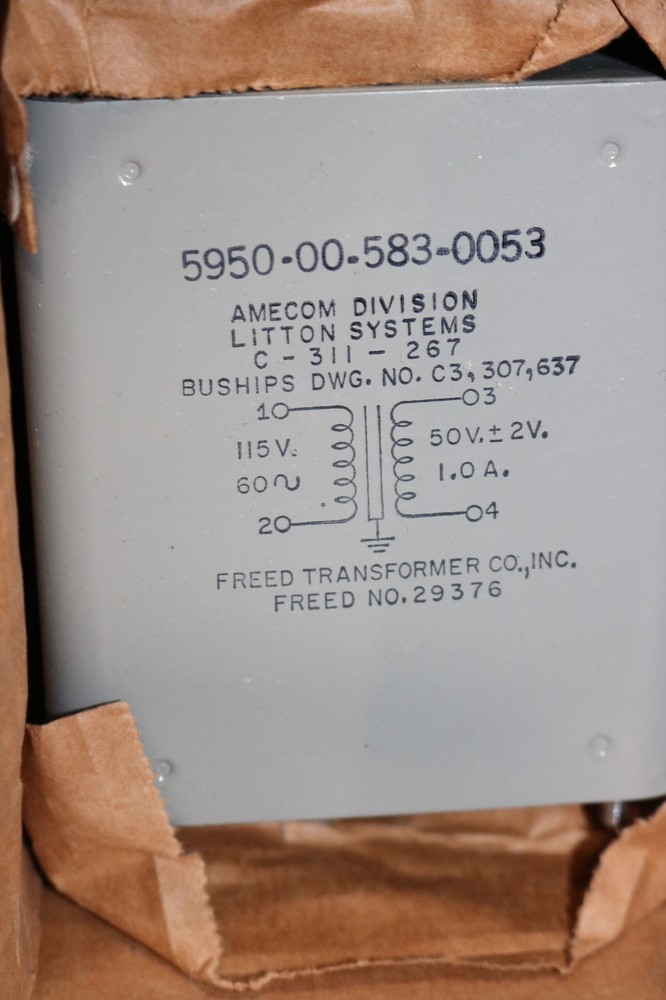 5950-00-583-0053
AMECOM DIVISION
LITTON SYSTEMS
C-311-267
BUSHIPS DWG. NO. C3,307,637
1 3
115V. 50V.±2V.
60∿ 1.0A.
2 4
FREED TRANSFORMER CO.,INC.
FREED NO.29376